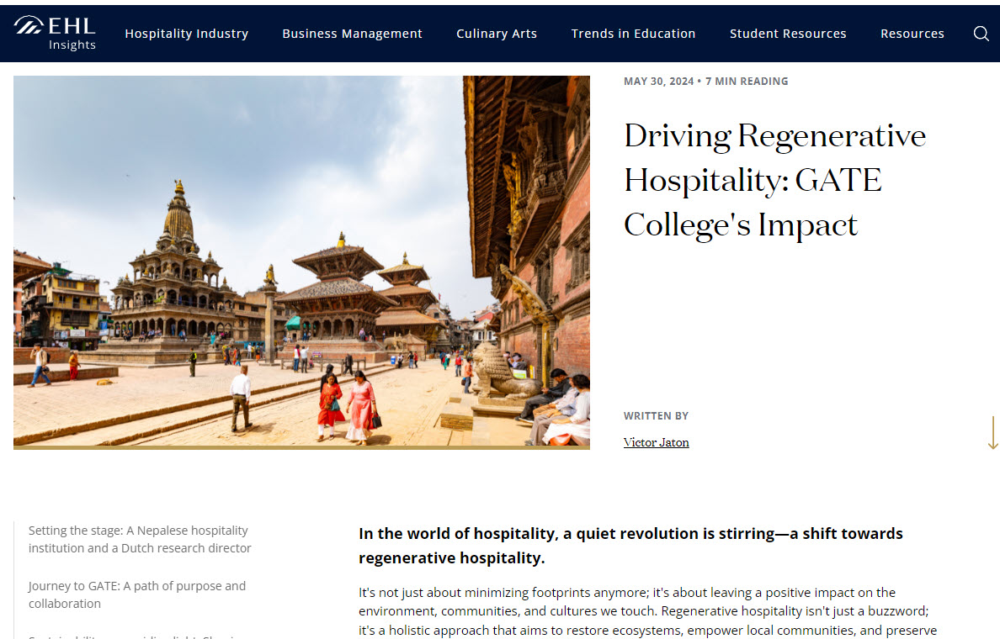 EHL
Insights
Hospitality Industry
Business Management
Culinary Arts
Trends in Education
Student Resources
Resources
MAY 30, 2024 • 7 MIN READING
Driving Regenerative
Hospitality: GATE
College's Impact
WRITTEN BY
Victor Jaton
Setting the stage: A Nepalese hospitality
institution and a Dutch research director
Journey to GATE: A path of purpose and
collaboration
In the world of hospitality, a quiet revolution is stirring—a shift towards
regenerative hospitality.
It's not just about minimizing footprints anymore; it's about leaving a positive impact on the
environment, communities, and cultures we touch. Regenerative hospitality isn't just a buzzword;
it's a holistic approach that aims to restore ecosystems, empower local communities, and preserve